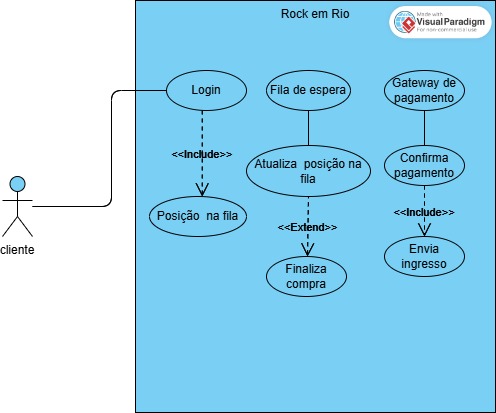 Rock em Rio
Made with
Visual Paradigm
For non-commercial use
Login
Fila de espera
Gateway de
pagamento
<<Include>>
Atualiza posição na
fila
Confirma
pagamento
cliente
Posição na fila
<<Extend>>
<<Include>>
Finaliza
compra
Envia
ingresso